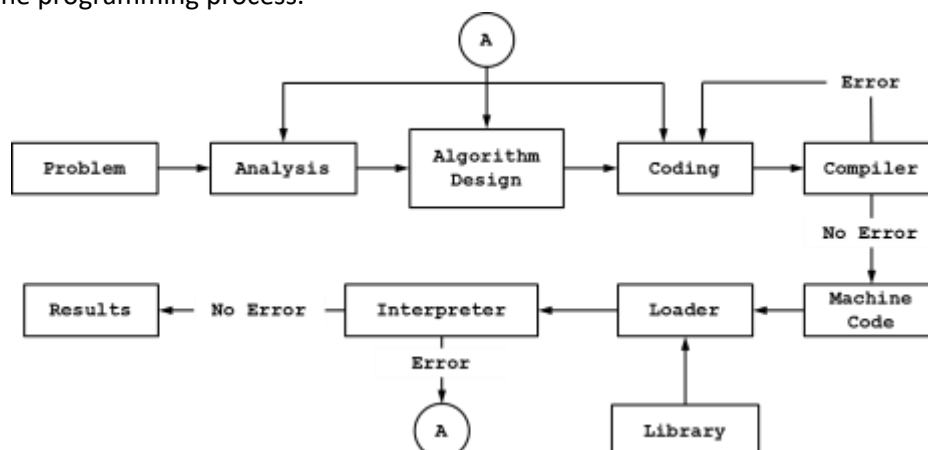 he programming process.
A
Error
Problem
Analysis
Algorithm
Design
Coding
Compiler
No Error
Results
No Error
Interpreter
Loader
Machine
Code
Error
A
Library